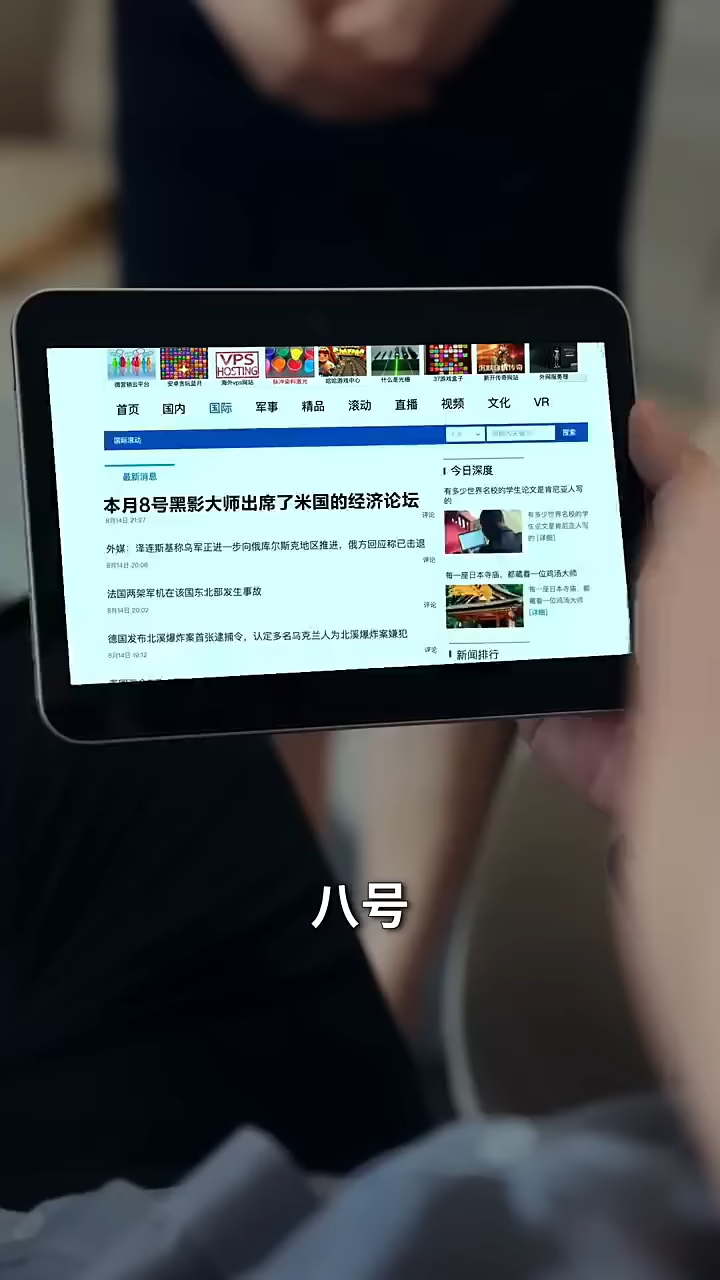 微营销云平台 安卓贪玩蓝月 海外vps网站 脉冲染料激光 哈哈游戏中心 什么是光栅 37游戏盒子 新开传奇网站 外网服务器
VPS
HOSTING
首页 国内 国际 军事 精品 滚动 直播 视频 文化 VR
国际滚动
搜索
最新消息
本月8号黑影大师出席了米国的经济论坛
8月14日 21:27
评论
外媒：泽连斯基称乌军正进一步向俄库尔斯克地区推进，俄方回应称已击退
8月14日 20:06
评论
法国两架军机在该国东北部发生事故
8月14日 20:02
评论
德国发布北溪爆炸案首张逮捕令，认定多名乌克兰人为北溪爆炸案嫌犯
8月14日 19:12
评论
今日深度
有多少世界名校的学生论文是肯尼亚人写
的
有多少世界名校的学
生论文是肯尼亚人写
的 [详细]
每一座日本寺庙，都藏着一位鸡汤大师
每一座日本寺庙，都
藏着一位鸡汤大师
[详细]
新闻排行
八号